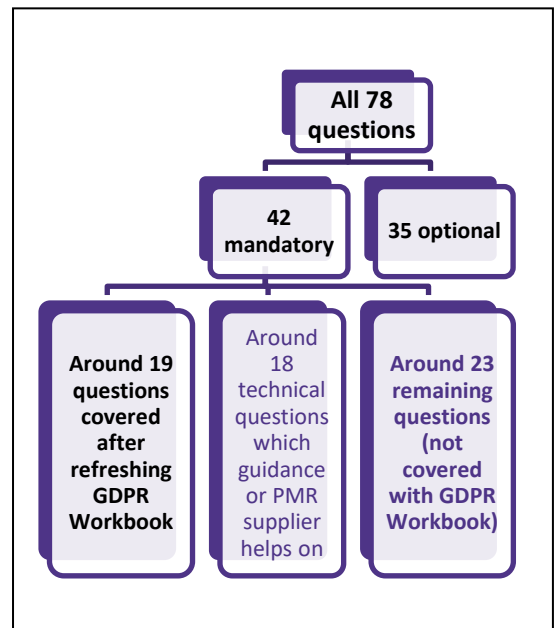 All 78
questions
42
mandatory
35 optional
Around 19
questions
covered
after
refreshing
GDPR
Workbook
Around
18
technical
questions
which
guidance
or PMR
supplier
helps on
Around 23
remaining
questions
(not
covered
with GDPR
Workbook)